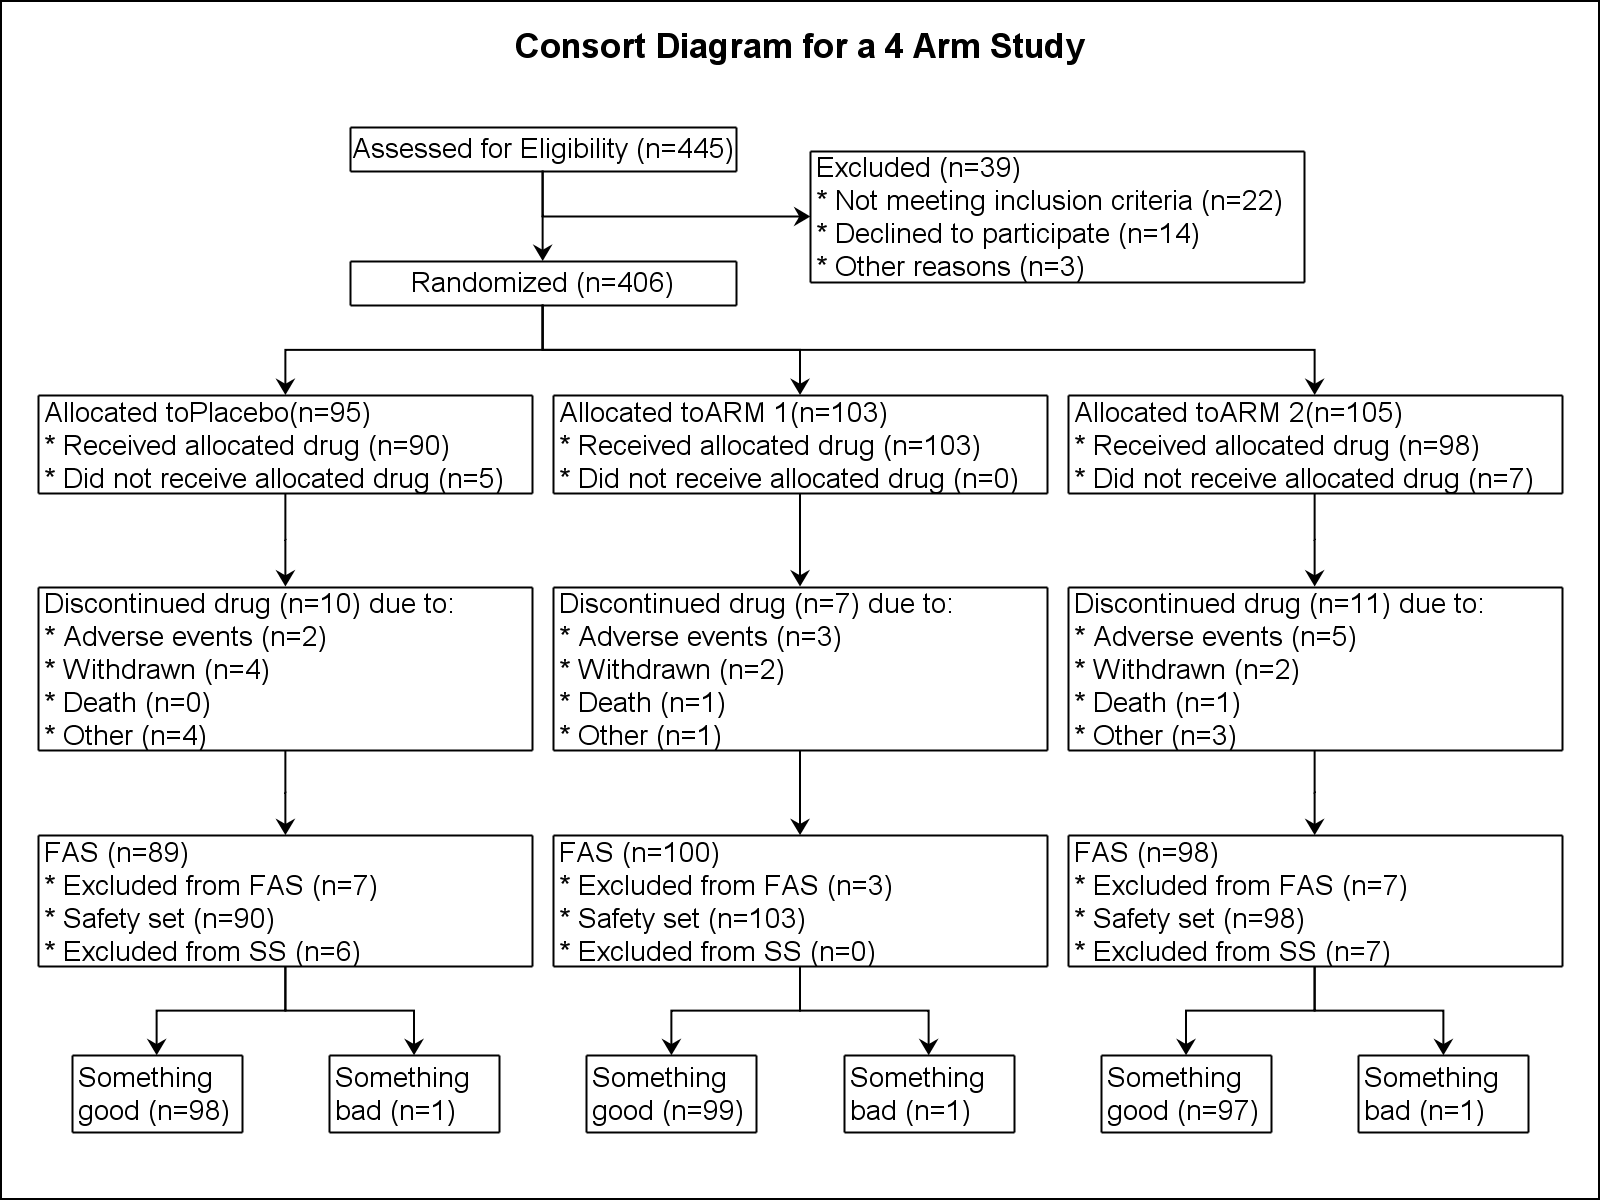 Consort Diagram for a 4 Arm Study
Assessed for Eligibility (n=445)
Excluded (n=39)
* Not meeting inclusion criteria (n=22)
* Declined to participate (n=14)
* Other reasons (n=3)
Randomized (n=406)
Allocated toPlacebo(n=95)
* Received allocated drug (n=90)
* Did not receive allocated drug (n=5)
Allocated toARM 1(n=103)
* Received allocated drug (n=103)
* Did not receive allocated drug (n=0)
Allocated toARM 2(n=105)
* Received allocated drug (n=98)
* Did not receive allocated drug (n=7)
Discontinued drug (n=10) due to:
* Adverse events (n=2)
* Withdrawn (n=4)
* Death (n=0)
* Other (n=4)
Discontinued drug (n=7) due to:
* Adverse events (n=3)
* Withdrawn (n=2)
* Death (n=1)
* Other (n=1)
Discontinued drug (n=11) due to:
* Adverse events (n=5)
* Withdrawn (n=2)
* Death (n=1)
* Other (n=3)
FAS (n=89)
* Excluded from FAS (n=7)
* Safety set (n=90)
* Excluded from SS (n=6)
FAS (n=100)
* Excluded from FAS (n=3)
* Safety set (n=103)
* Excluded from SS (n=0)
FAS (n=98)
* Excluded from FAS (n=7)
* Safety set (n=98)
* Excluded from SS (n=7)
Something
good (n=98)
Something
bad (n=1)
Something
good (n=99)
Something
bad (n=1)
Something
good (n=97)
Something
bad (n=1)